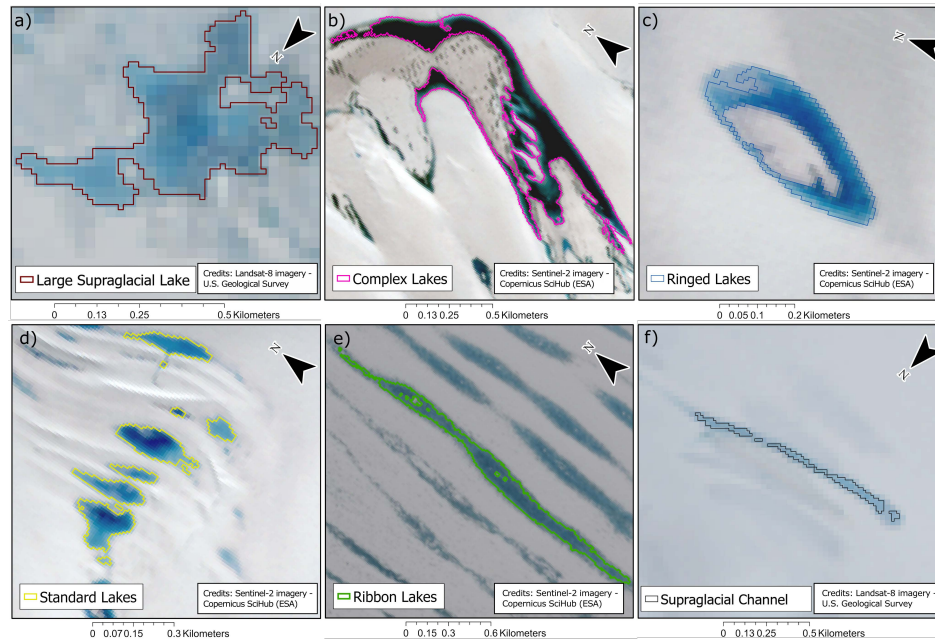 a)
N
Large Supraglacial Lake
Credits: Landsat-8 imagery -
U.S. Geological Survey
0 0.13 0.25 0.5 Kilometers
b)
N
Complex Lakes
Credits: Sentinel-2 imagery -
Copernicus SciHub (ESA)
0 0.13 0.25 0.5 Kilometers
c)
N
Ringed Lakes
Credits: Sentinel-2 imagery -
Copernicus SciHub (ESA)
0 0.05 0.1 0.2 Kilometers
d)
N
Standard Lakes
Credits: Sentinel-2 imagery -
Copernicus SciHub (ESA)
0 0.07 0.15 0.3 Kilometers
e)
N
Ribbon Lakes
Credits: Sentinel-2 imagery -
Copernicus SciHub (ESA)
0 0.15 0.3 0.6 Kilometers
f)
N
Supraglacial Channel
Credits: Landsat-8 imagery -
U.S. Geological Survey
0 0.13 0.25 0.5 Kilometers